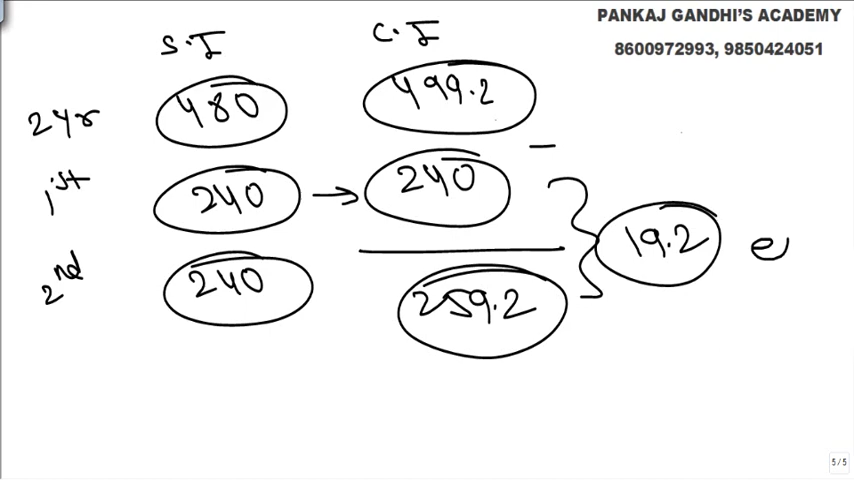 PANKAJ GANDHI'S ACADEMY
8600972993, 9850424051
S.I C.I
2yr 480 499.2
1st 240 → 240 -
19.2 e
2nd 240 259.2
5/5